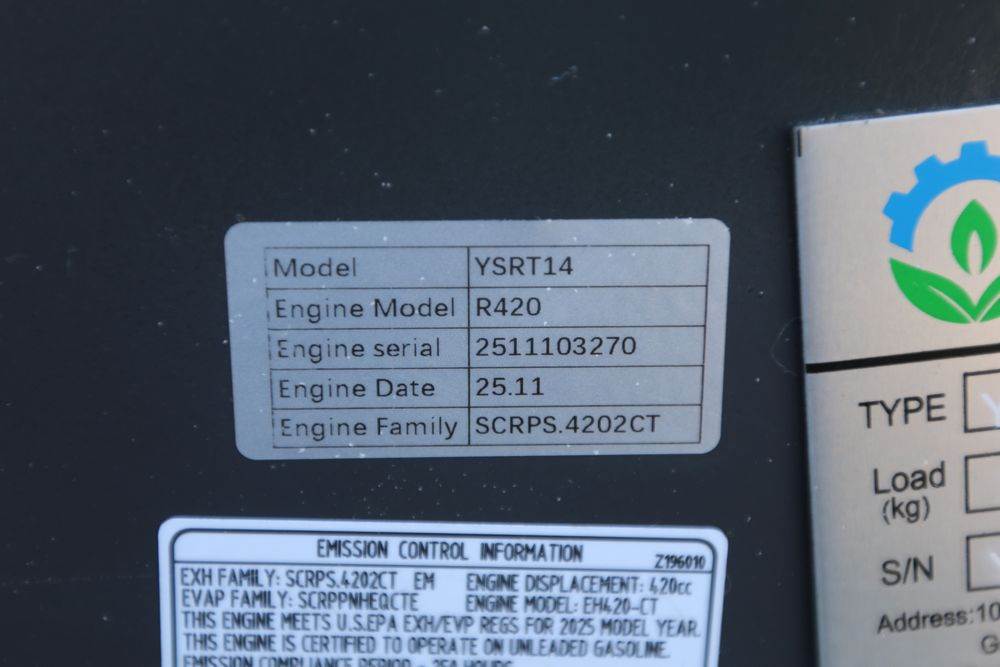 Model YSRT14
Engine Model R420
Engine serial 2511103270
Engine Date 25.11
Engine Family SCRPS.4202CT
EMISSION CONTROL INFORMATION Z196010
EXH FAMILY: SCRPS.4202CT EM ENGINE DISPLACEMENT: 420cc
EVAP FAMILY: SCRPPNHEQCTE ENGINE MODEL: EH420-CT
THIS ENGINE MEETS U.S.EPA EXH/EVP REGS FOR 2025 MODEL YEAR.
THIS ENGINE IS CERTIFIED TO OPERATE ON UNLEADED GASOLINE.
EMISSION COMPLIANCE PERIOD
TYPE
Load
(kg)
S/N
Address:10